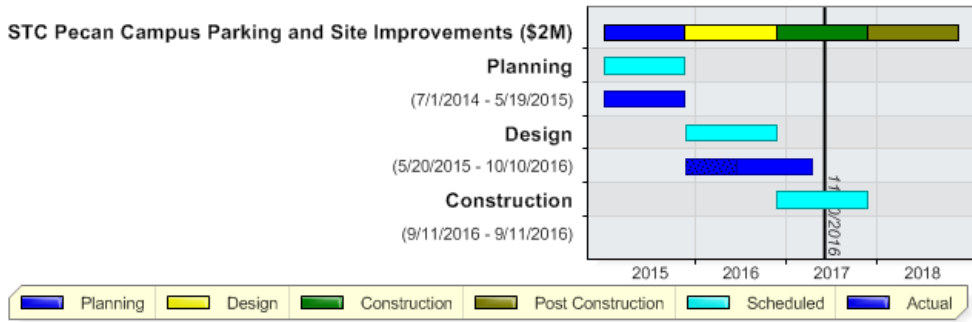 STC Pecan Campus Parking and Site Improvements ($2M)
Planning
(7/1/2014 - 5/19/2015)
Design
(5/20/2015 - 10/10/2016)
Construction
(9/11/2016 - 9/11/2016)
2015 2016 2017 2018
Planning Design Construction Post Construction Scheduled Actual